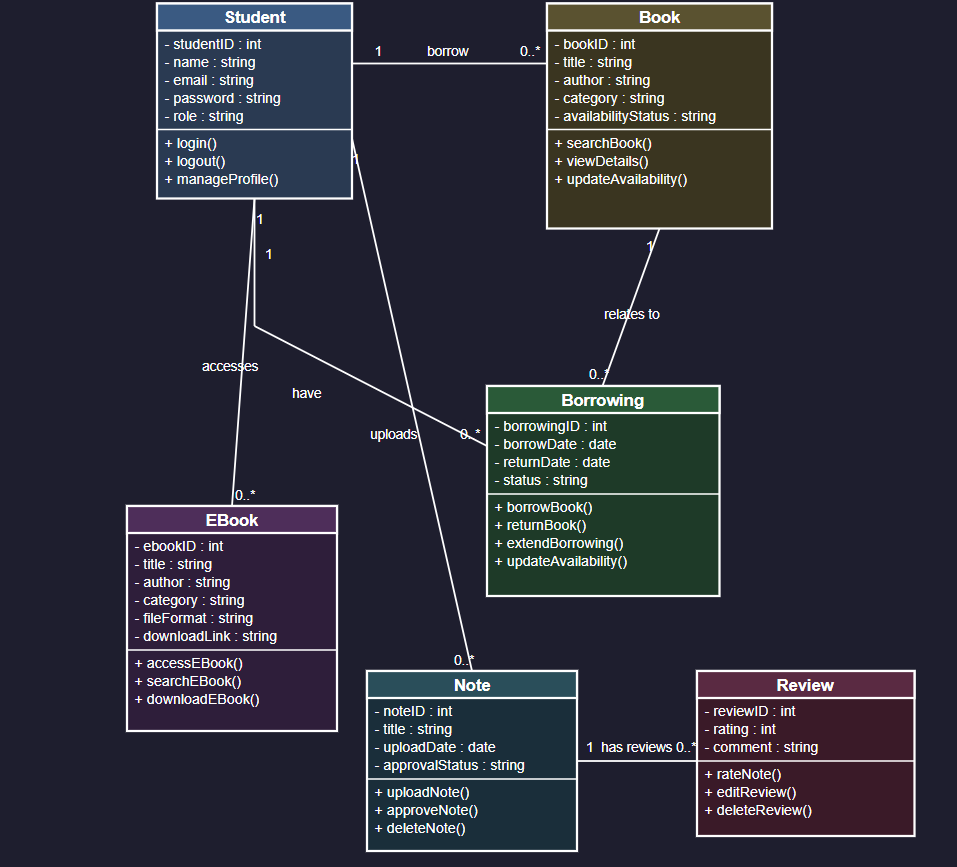 Student
- studentID : int
- name : string
- email : string
- password : string
- role : string
+ login()
+ logout()
+ manageProfile()
1 borrow 0..*
Book
- bookID : int
- title : string
- author : string
- category : string
- availabilityStatus : string
+ searchBook()
+ viewDetails()
+ updateAvailability()
1
1
1
1
relates to
accesses
have
uploads
0..*
0..*
0..*
0..*
Borrowing
- borrowingID : int
- borrowDate : date
- returnDate : date
- status : string
+ borrowBook()
+ returnBook()
+ extendBorrowing()
+ updateAvailability()
EBook
- ebookID : int
- title : string
- author : string
- category : string
- fileFormat : string
- downloadLink : string
+ accessEBook()
+ searchEBook()
+ downloadEBook()
Note
- noteID : int
- title : string
- uploadDate : date
- approvalStatus : string
+ uploadNote()
+ approveNote()
+ deleteNote()
1 has reviews 0..*
Review
- reviewID : int
- rating : int
- comment : string
+ rateNote()
+ editReview()
+ deleteReview()